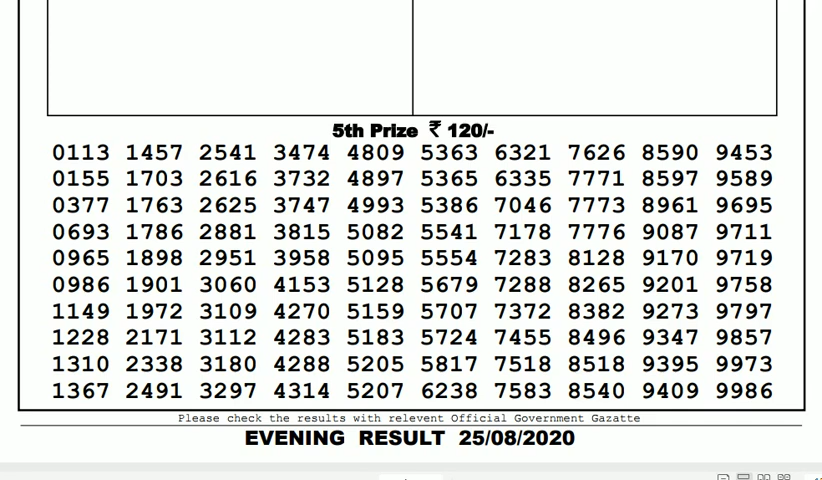 5th Prize ₹ 120/-
0113 1457 2541 3474 4809 5363 6321 7626 8590 9453
0155 1703 2616 3732 4897 5365 6335 7771 8597 9589
0377 1763 2625 3747 4993 5386 7046 7773 8961 9695
0693 1786 2881 3815 5082 5541 7178 7776 9087 9711
0965 1898 2951 3958 5095 5554 7283 8128 9170 9719
0986 1901 3060 4153 5128 5679 7288 8265 9201 9758
1149 1972 3109 4270 5159 5707 7372 8382 9273 9797
1228 2171 3112 4283 5183 5724 7455 8496 9347 9857
1310 2338 3180 4288 5205 5817 7518 8518 9395 9973
1367 2491 3297 4314 5207 6238 7583 8540 9409 9986
Please check the results with relevent Official Government Gazatte
EVENING RESULT 25/08/2020